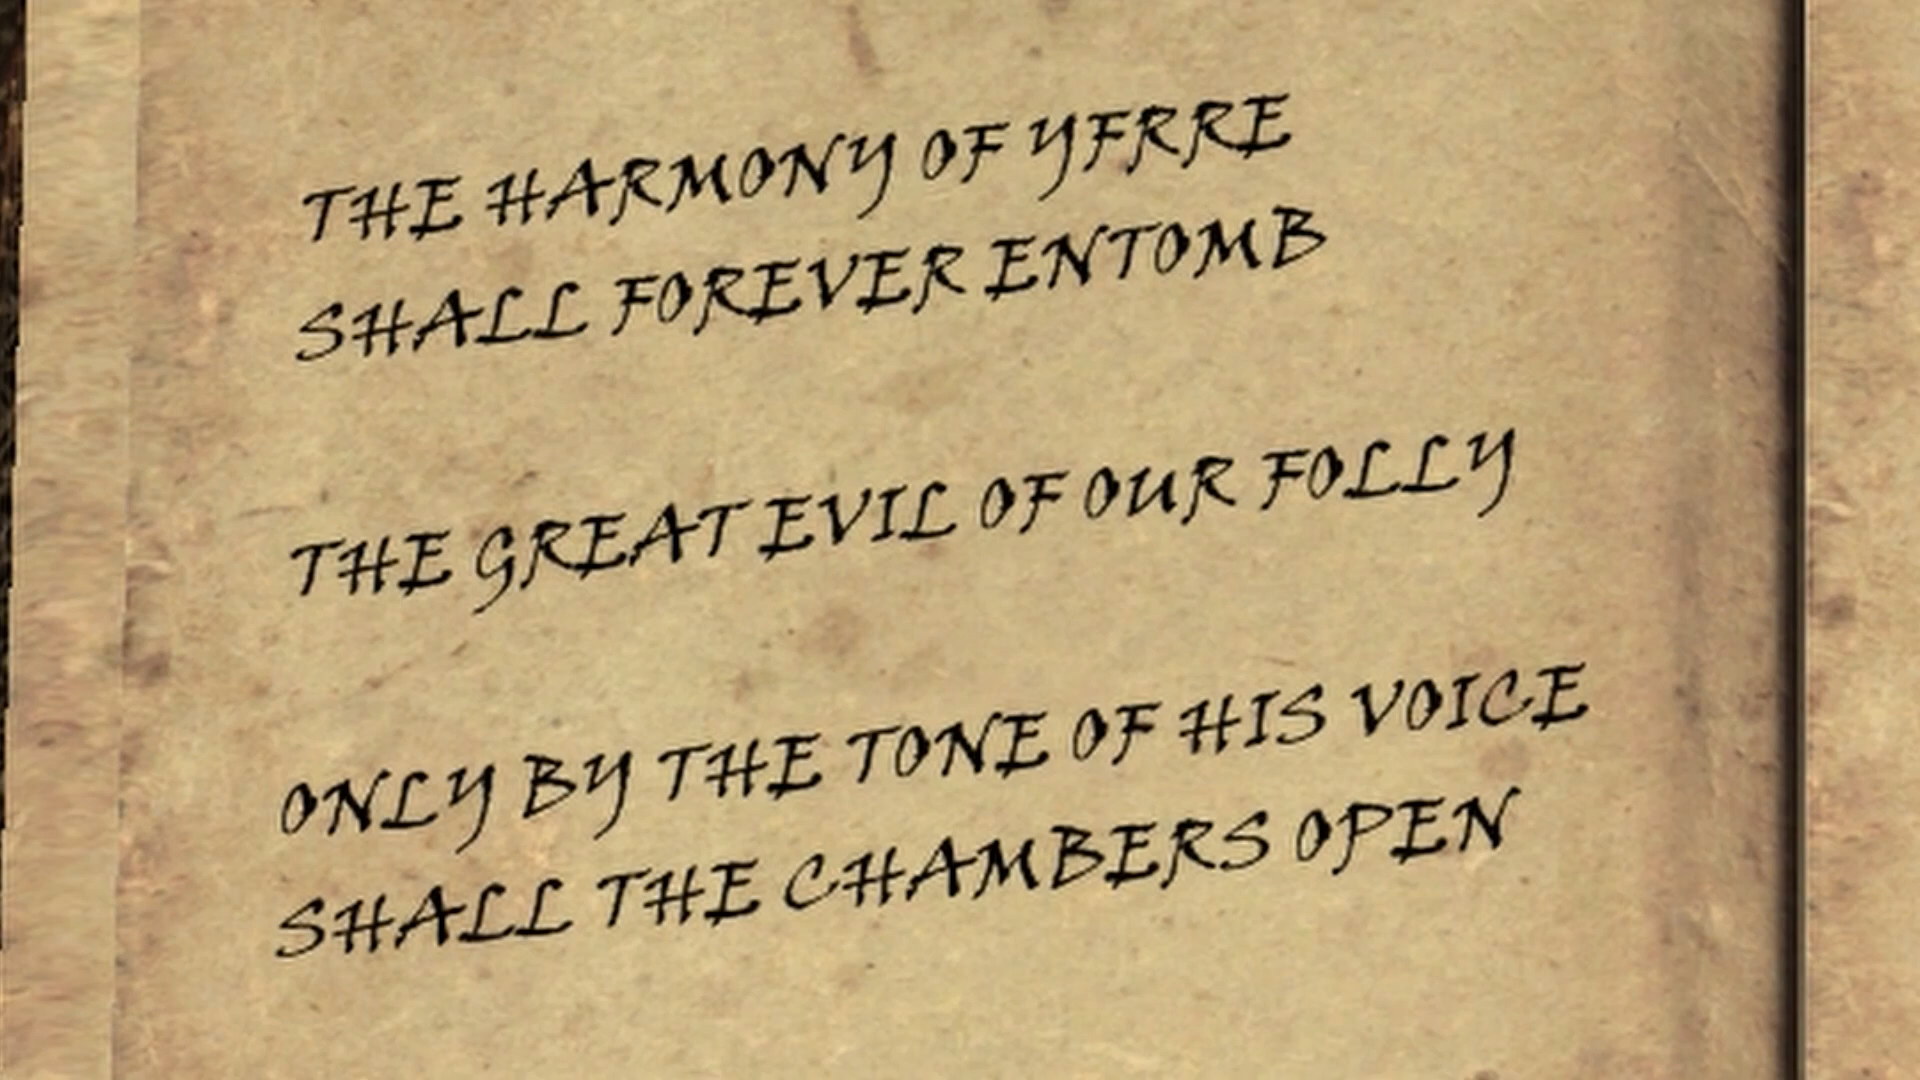 THE HARMONY OF YFRRE
SHALL FOREVER ENTOMB
THE GREAT EVIL OF OUR FOLLY
ONLY BY THE TONE OF HIS VOICE
SHALL THE CHAMBERS OPEN